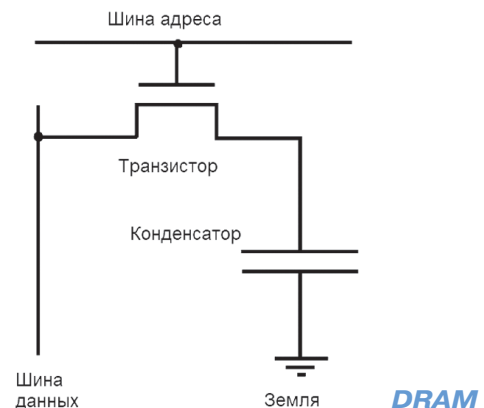 Шина адреса
Транзистор
Конденсатор
Шина
данных
Земля
DRAM